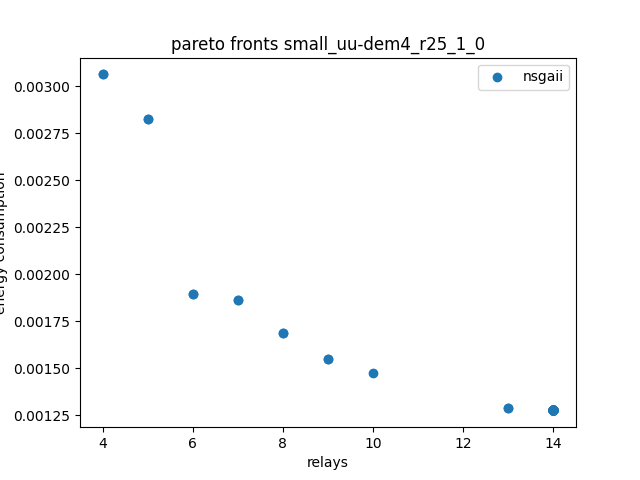 pareto fronts small_uu-dem4_r25_1_0
nsgaii
0.00300
0.00275
0.00250
0.00225
0.00200
0.00175
0.00150
0.00125
energy consumption
4 6 8 10 12 14
relays